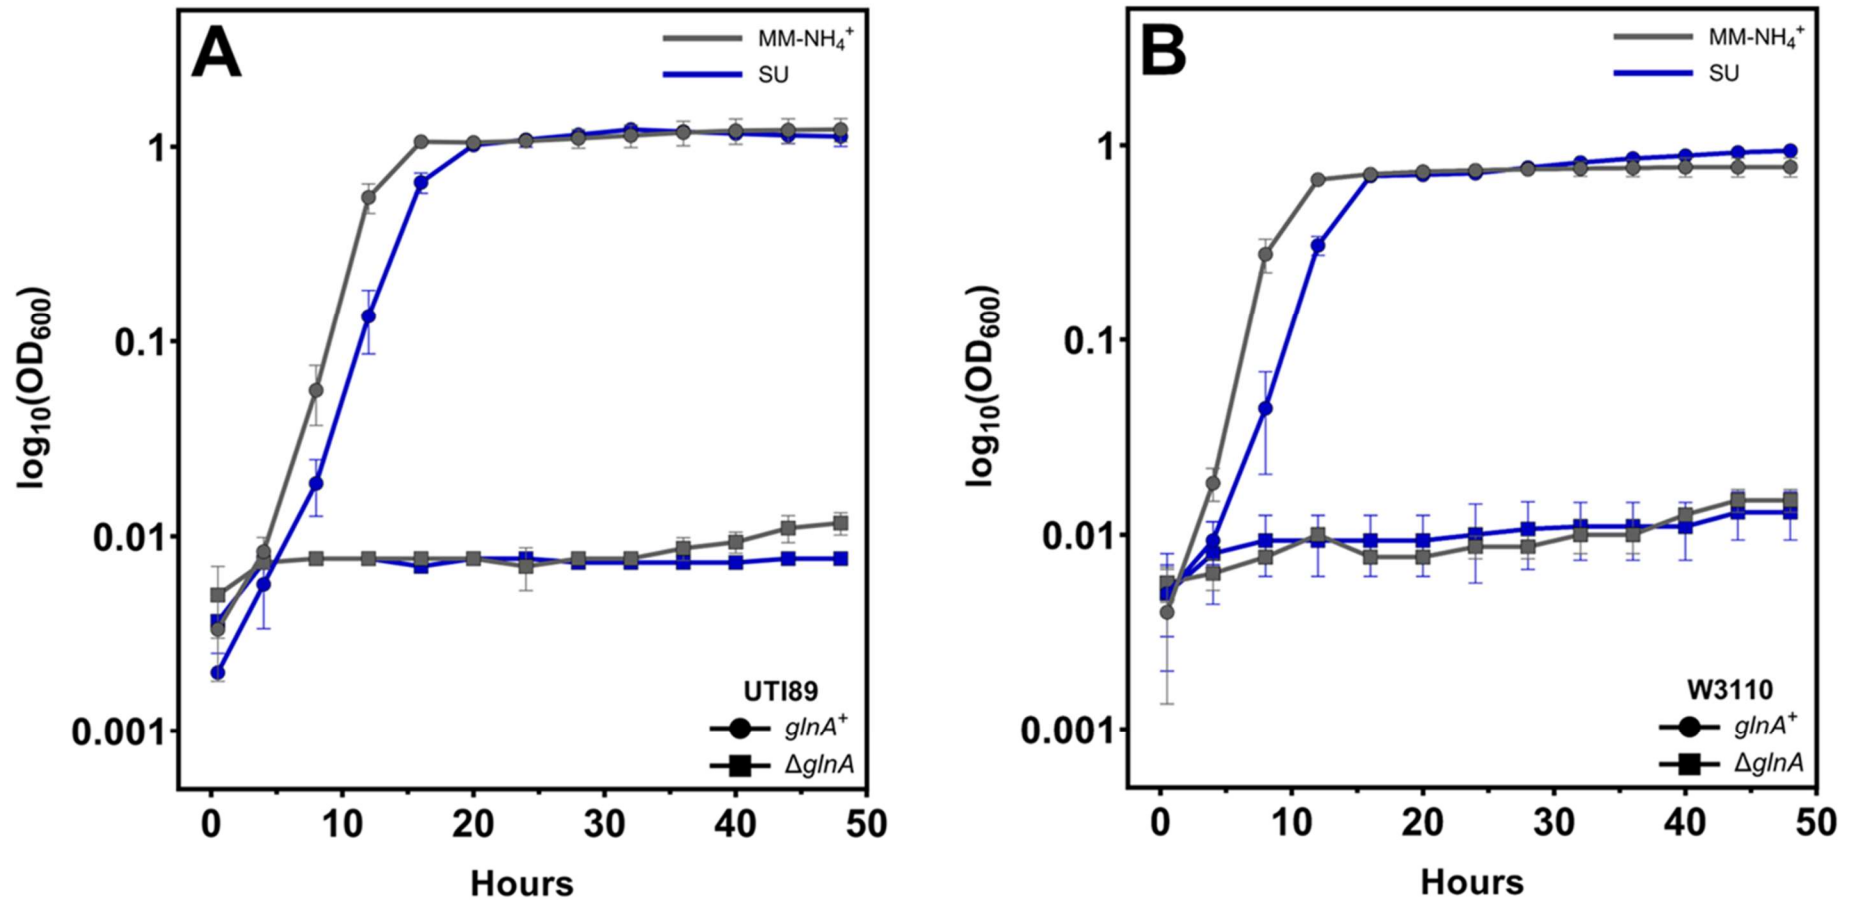 A
MM-NH₄⁺
SU
1
0.1
0.01
0.001
log₁₀(OD₆₀₀)
UTI89
glnA⁺
ΔglnA
0 10 20 30 40 50
Hours
B
MM-NH₄⁺
SU
1
0.1
0.01
0.001
log₁₀(OD₆₀₀)
W3110
glnA⁺
ΔglnA
0 10 20 30 40 50
Hours